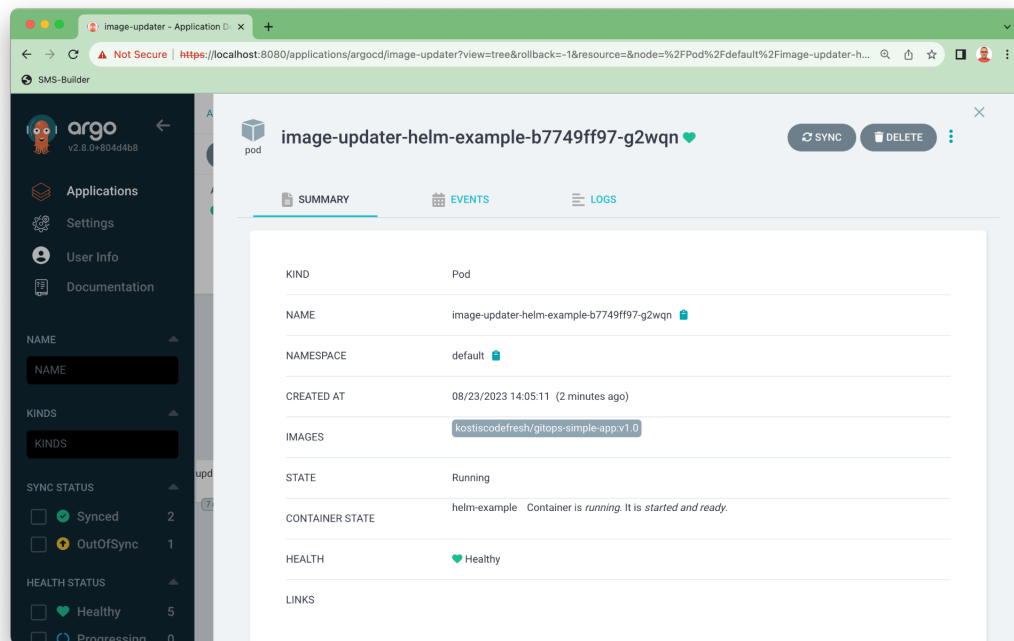 image-updater - Application D
Not Secure | https://localhost:8080/applications/argocd/image-updater?view=tree&rollback=-1&resource=&node=%2FPod%2Fdefault%2Fimage-updater-h...
SMS-Builder
argo
v2.8.0+804d4b8
Applications
Settings
User Info
Documentation
NAME
NAME
KINDS
KINDS
SYNC STATUS
Synced 2
OutOfSync 1
HEALTH STATUS
Healthy 5
Progressing 0
A
upd
pod
image-updater-helm-example-b7749ff97-g2wqn
SYNC
DELETE
SUMMARY
EVENTS
LOGS
KIND Pod
NAME image-updater-helm-example-b7749ff97-g2wqn
NAMESPACE default
CREATED AT 08/23/2023 14:05:11 (2 minutes ago)
IMAGES kostiscodefresh/gitops-simple-app:v1.0
STATE Running
CONTAINER STATE helm-example Container is running. It is started and ready.
HEALTH Healthy
LINKS